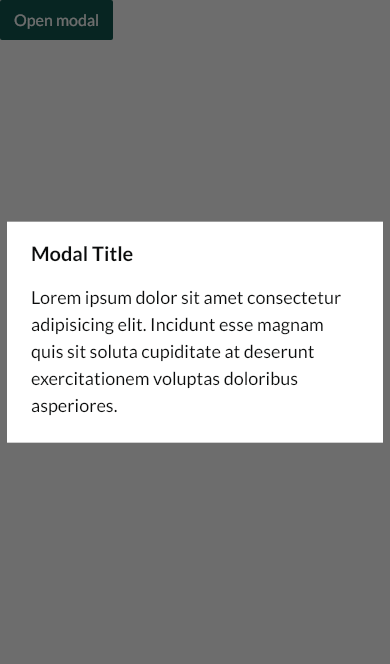 Open modal
Modal Title
Lorem ipsum dolor sit amet consectetur
adipisicing elit. Incidunt esse magnam
quis sit soluta cupiditate at deserunt
exercitationem voluptas doloribus
asperiores.